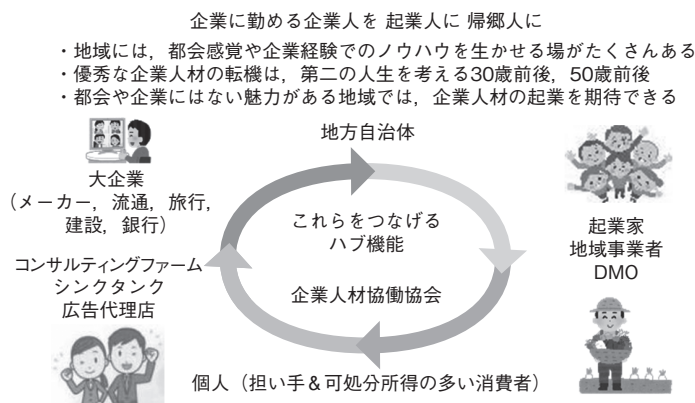 企業に勤める企業人を 起業人に 帰郷人に
・地域には，都会感覚や企業経験でのノウハウを生かせる場がたくさんある
・優秀な企業人材の転機は，第二の人生を考える30歳前後，50歳前後
・都会や企業にはない魅力がある地域では，企業人材の起業を期待できる
地方自治体
大企業
（メーカー，流通，旅行，
建設，銀行）
これらをつなげる
ハブ機能
起業家
地域事業者
DMO
コンサルティングファーム
シンクタンク
広告代理店
企業人材協働協会
個人（担い手＆可処分所得の多い消費者）